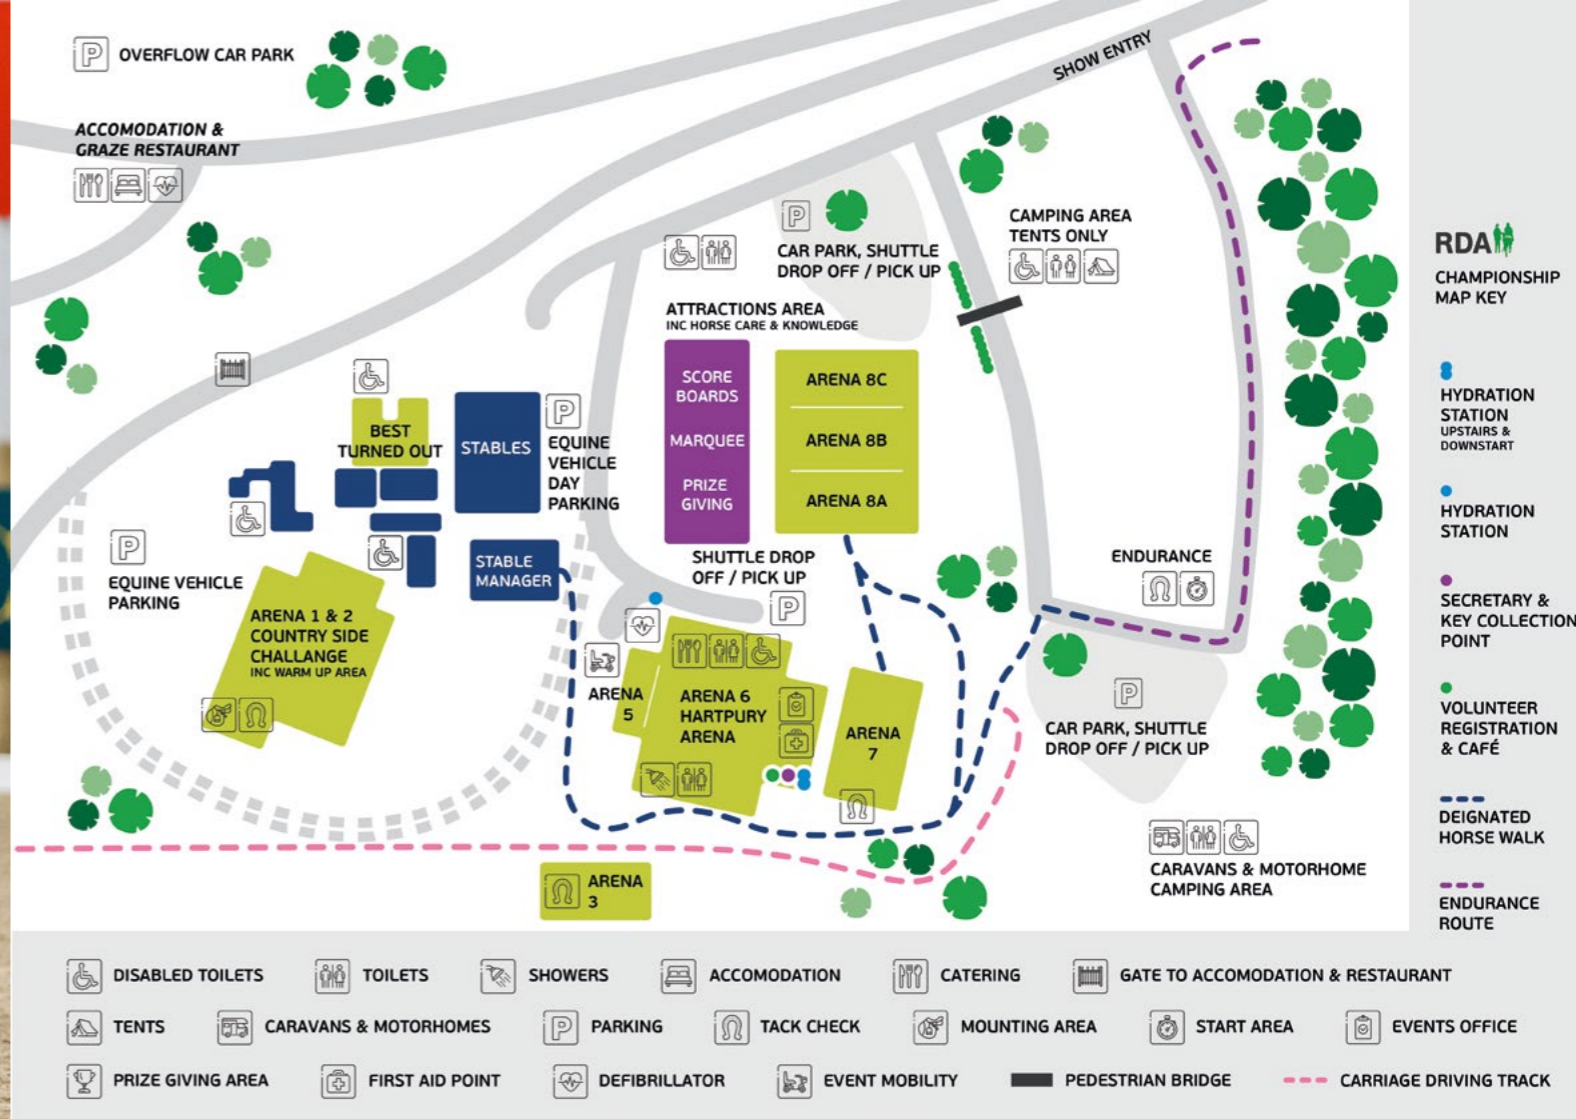 OVERFLOW CAR PARK
ACCOMODATION &
GRAZE RESTAURANT
SHOW ENTRY
CAR PARK, SHUTTLE
DROP OFF / PICK UP
CAMPING AREA
TENTS ONLY
ATTRACTIONS AREA
INC HORSE CARE & KNOWLEDGE
SCORE
BOARDS
MARQUEE
PRIZE
GIVING
ARENA 8C
ARENA 8B
ARENA 8A
BEST
TURNED OUT
STABLES
P
EQUINE
VEHICLE
DAY
PARKING
STABLE
MANAGER
SHUTTLE DROP
OFF / PICK UP
P
ENDURANCE
P
EQUINE VEHICLE
PARKING
ARENA 1 & 2
COUNTRY SIDE
CHALLANGE
INC WARM UP AREA
ARENA
5
ARENA 6
HARTPURY
ARENA
ARENA
7
P
CAR PARK, SHUTTLE
DROP OFF / PICK UP
ARENA
3
CARAVANS & MOTORHOME
CAMPING AREA
P
P
RDA
CHAMPIONSHIP
MAP KEY
HYDRATION
STATION
UPSTAIRS &
DOWNSTART
HYDRATION
STATION
SECRETARY &
KEY COLLECTION
POINT
VOLUNTEER
REGISTRATION
& CAFÉ
DEIGNATED
HORSE WALK
ENDURANCE
ROUTE
DISABLED TOILETS
TOILETS
SHOWERS
ACCOMODATION
CATERING
GATE TO ACCOMODATION & RESTAURANT
TENTS
CARAVANS & MOTORHOMES
P
PARKING
TACK CHECK
MOUNTING AREA
START AREA
EVENTS OFFICE
PRIZE GIVING AREA
FIRST AID POINT
DEFIBRILLATOR
EVENT MOBILITY
PEDESTRIAN BRIDGE
CARRIAGE DRIVING TRACK